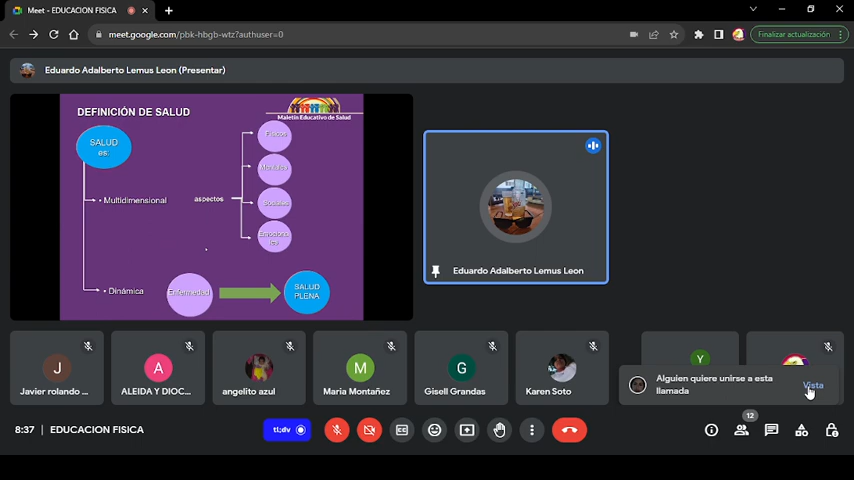 Meet - EDUCACION FISICA
meet.google.com/pbk-hbgb-wtz?authuser=0
Finalizar actualización
Eduardo Adalberto Lemus Leon (Presentar)
DEFINICIÓN DE SALUD
Maletín Educativo de Salud
SALUD
es:
Físicos
Mentales
• Multidimensional
aspectos
Sociales
Emociona
les
• Dinámica
Enfermedad
SALUD
PLENA
Eduardo Adalberto Lemus Leon
J
Javier rolando ...
A
ALEIDA Y DIOC...
angelito azul
M
Maria Montañez
G
Gisell Grandas
Karen Soto
Y
Alguien quiere unirse a esta
llamada
Vista
8:37 | EDUCACION FISICA
tl;dv
12